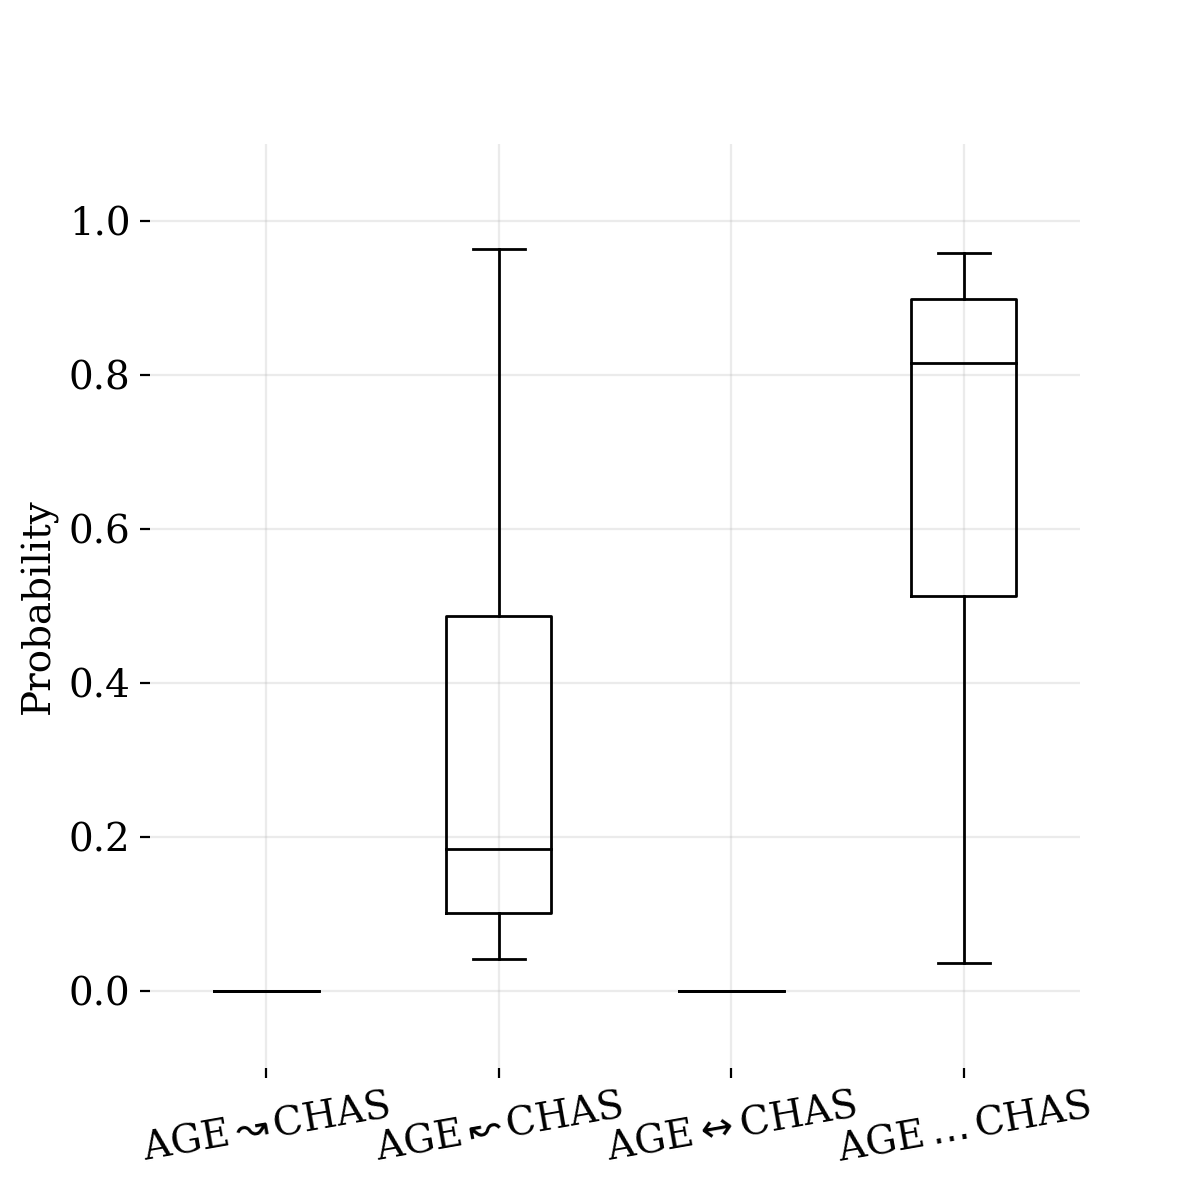 Probability
1.0
0.8
0.6
0.4
0.2
0.0
AGE ⤳ CHAS
AGE ⬿ CHAS
AGE ↔ CHAS
AGE … CHAS